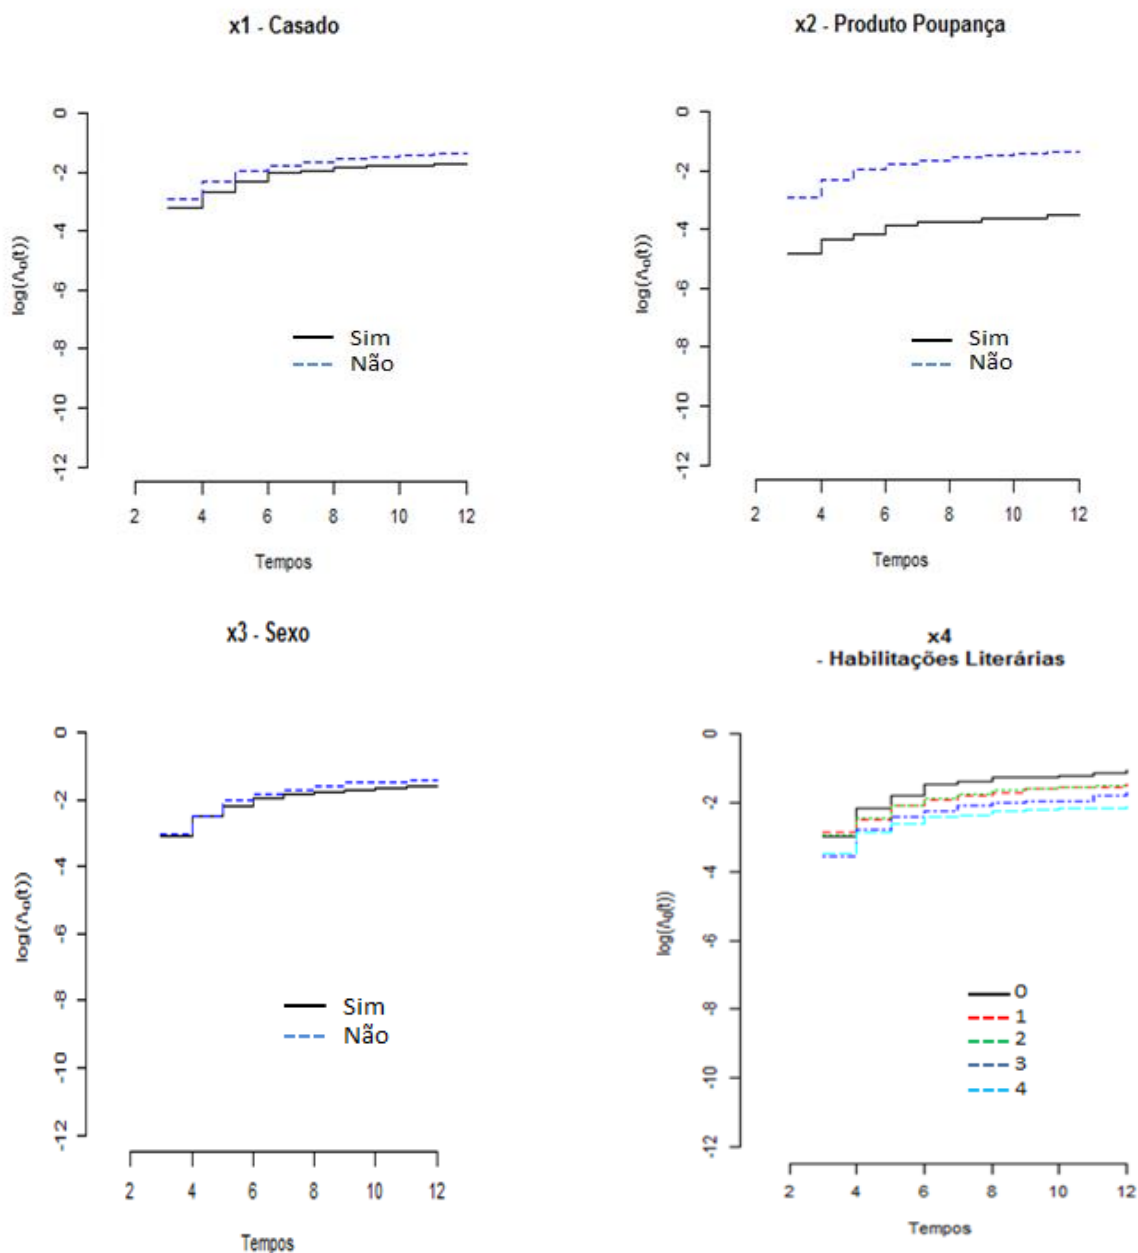 x1 - Casado
0
-2
-4
-6
-8
-10
-12
log(Λ₀(t))
Sim
Não
2 4 6 8 10 12
Tempos
x2 - Produto Poupança
0
-2
-4
-6
-8
-10
-12
log(Λ₀(t))
Sim
Não
2 4 6 8 10 12
Tempos
x3 - Sexo
0
-2
-4
-6
-8
-10
-12
log(Λ₀(t))
Sim
Não
2 4 6 8 10 12
Tempos
x4
- Habilitações Literárias
0
-2
-4
-6
-8
-10
-12
log(Λ₀(t))
0
1
2
3
4
2 4 6 8 10 12
Tempos